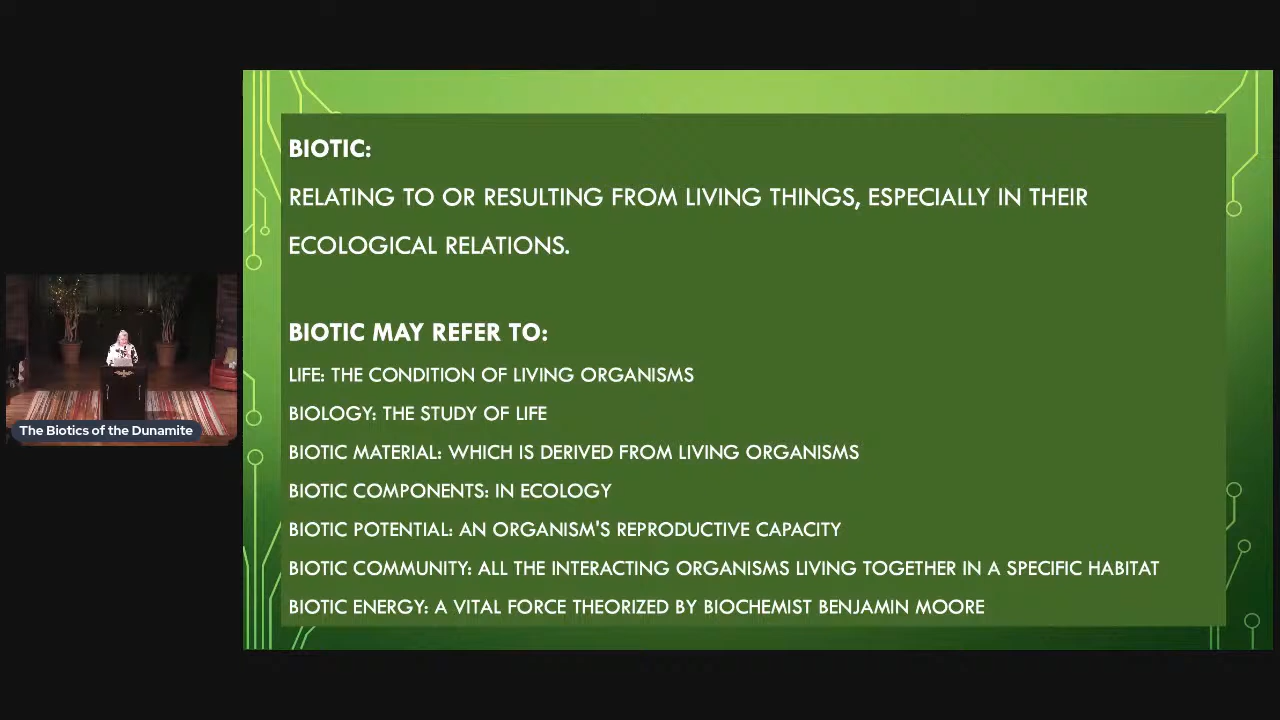 BIOTIC:
RELATING TO OR RESULTING FROM LIVING THINGS, ESPECIALLY IN THEIR
ECOLOGICAL RELATIONS.
BIOTIC MAY REFER TO:
LIFE: THE CONDITION OF LIVING ORGANISMS
BIOLOGY: THE STUDY OF LIFE
BIOTIC MATERIAL: WHICH IS DERIVED FROM LIVING ORGANISMS
BIOTIC COMPONENTS: IN ECOLOGY
BIOTIC POTENTIAL: AN ORGANISM'S REPRODUCTIVE CAPACITY
BIOTIC COMMUNITY: ALL THE INTERACTING ORGANISMS LIVING TOGETHER IN A SPECIFIC HABITAT
BIOTIC ENERGY: A VITAL FORCE THEORIZED BY BIOCHEMIST BENJAMIN MOORE
The Biotics of the Dunamite